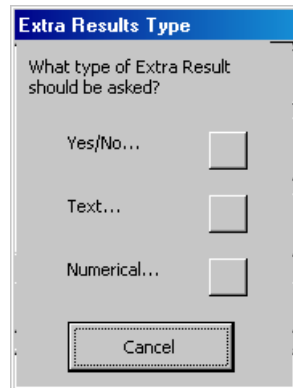 Extra Results Type
What type of Extra Result
should be asked?
Yes/No...
Text...
Numerical...
Cancel